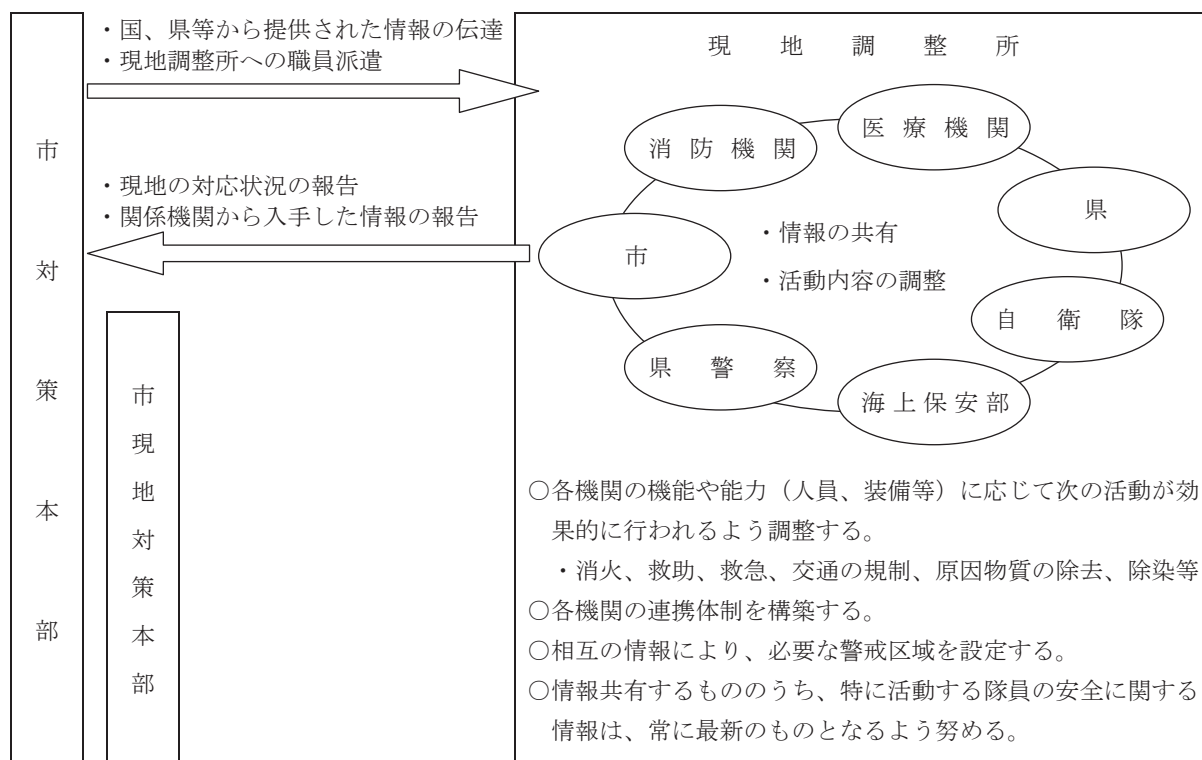 市対策本部
・国、県等から提供された情報の伝達
・現地調整所への職員派遣
・現地の対応状況の報告
・関係機関から入手した情報の報告
市現地対策本部
現地調整所
医療機関
消防機関
県
市
・情報の共有
・活動内容の調整
自衛隊
県警察
海上保安部
○各機関の機能や能力（人員、装備等）に応じて次の活動が効
果的に行われるよう調整する。
・消火、救助、救急、交通の規制、原因物質の除去、除染等
○各機関の連携体制を構築する。
○相互の情報により、必要な警戒区域を設定する。
○情報共有するもののうち、特に活動する隊員の安全に関する
情報は、常に最新のものとなるよう努める。